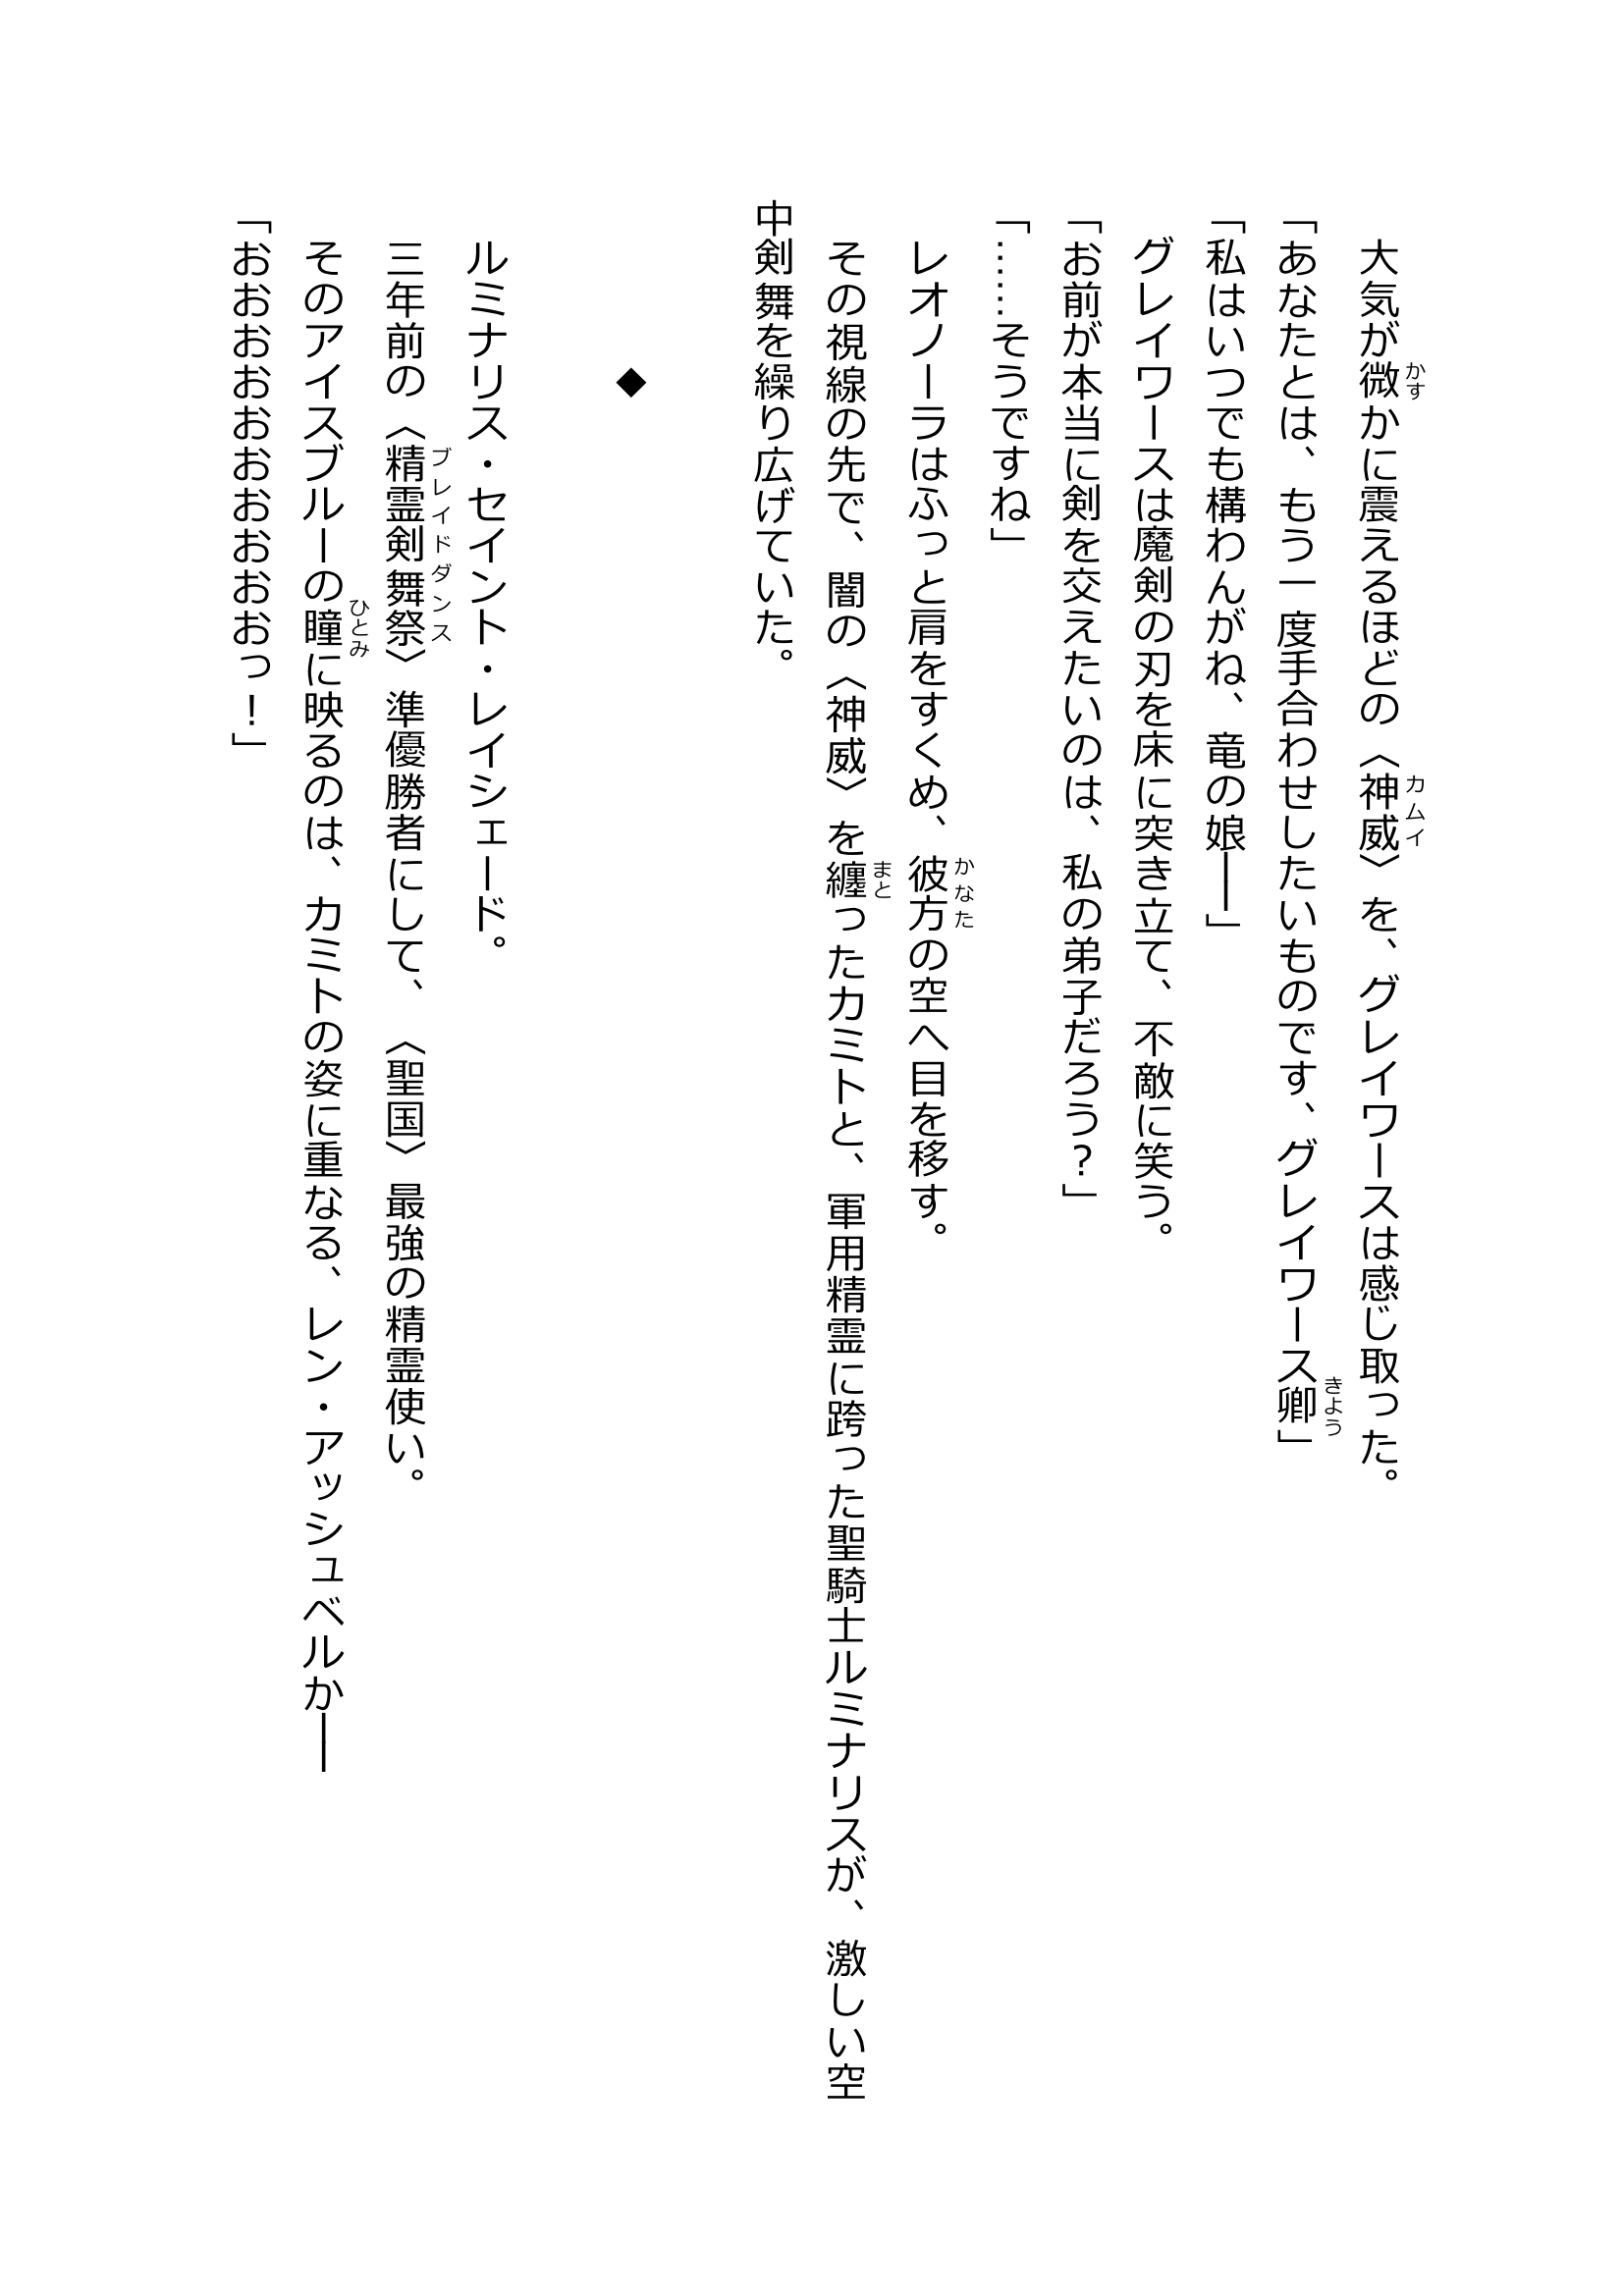 大気が微かに震えるほどの〈神威〉を、グレイワースは感じ取った。
「あなたとは、もう一度手合わせしたいものです、グレイワース卿」
「私はいつでも構わんがね、竜の娘――」
グレイワースは魔剣の刃を床に突き立て、不敵に笑う。
「お前が本当に剣を交えたいのは、私の弟子だろう？」
「……そうですね」
レオノーラはふっと肩をすくめ、彼方の空へ目を移す。
その視線の先で、闇の〈神威〉を纏ったカミトと、軍用精霊に跨った聖騎士ルミナリスが、激しい空
中剣舞を繰り広げていた。
◆
ルミナリス・セイント・レイシェード。
三年前の〈精霊剣舞祭〉準優勝者にして、〈聖国〉最強の精霊使い。
そのアイスブルーの瞳に映るのは、カミトの姿に重なる、レン・アッシュベルか――
「おおおおおおおおおおっ！」